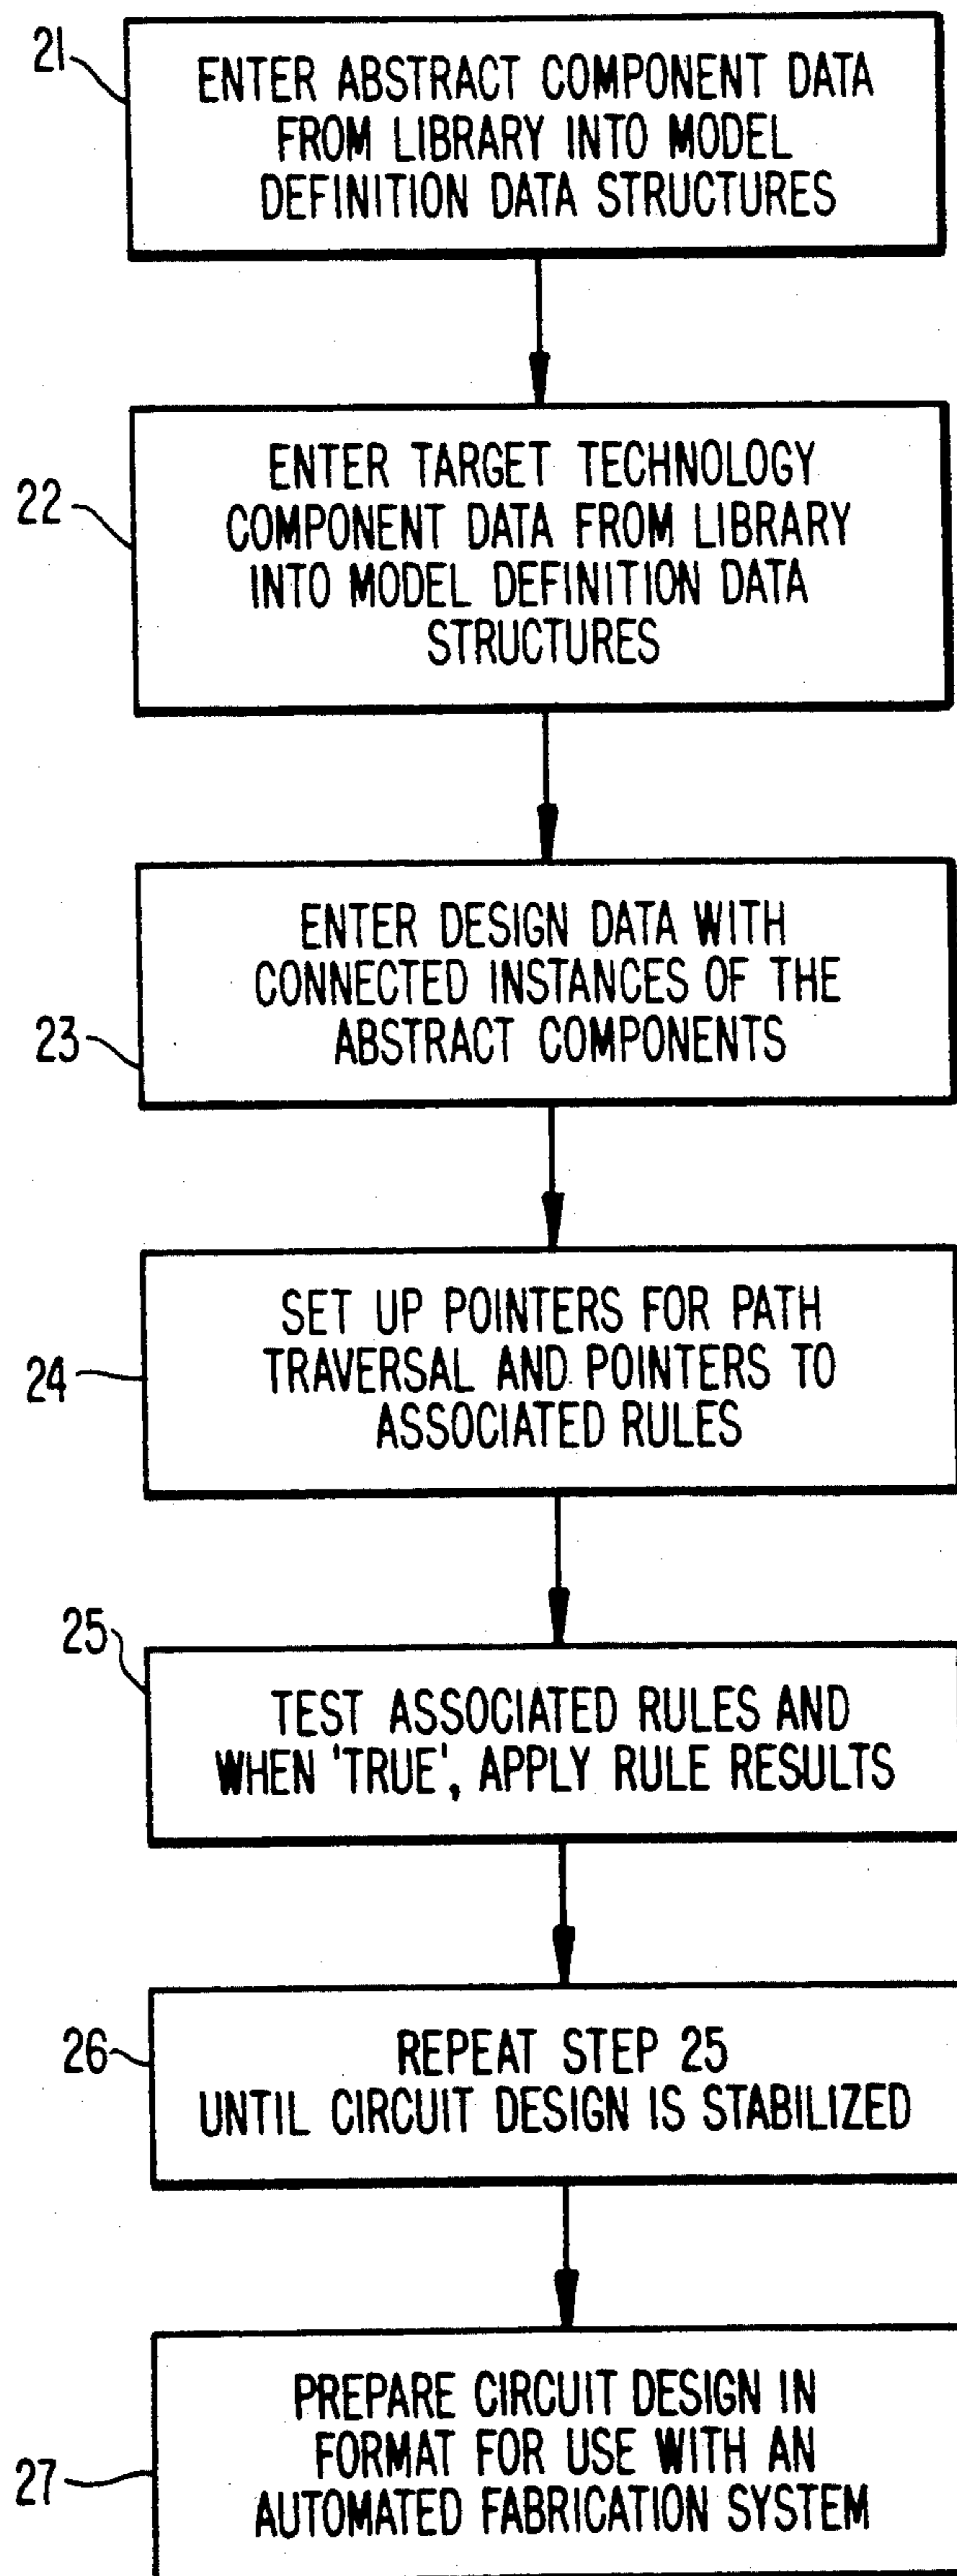 21
ENTER ABSTRACT COMPONENT DATA
FROM LIBRARY INTO MODEL
DEFINITION DATA STRUCTURES
22
ENTER TARGET TECHNOLOGY
COMPONENT DATA FROM LIBRARY
INTO MODEL DEFINITION DATA
STRUCTURES
23
ENTER DESIGN DATA WITH
CONNECTED INSTANCES OF THE
ABSTRACT COMPONENTS
24
SET UP POINTERS FOR PATH
TRAVERSAL AND POINTERS TO
ASSOCIATED RULES
25
TEST ASSOCIATED RULES AND
WHEN 'TRUE', APPLY RULE RESULTS
26
REPEAT STEP 25
UNTIL CIRCUIT DESIGN IS STABILIZED
27
PREPARE CIRCUIT DESIGN IN
FORMAT FOR USE WITH AN
AUTOMATED FABRICATION SYSTEM